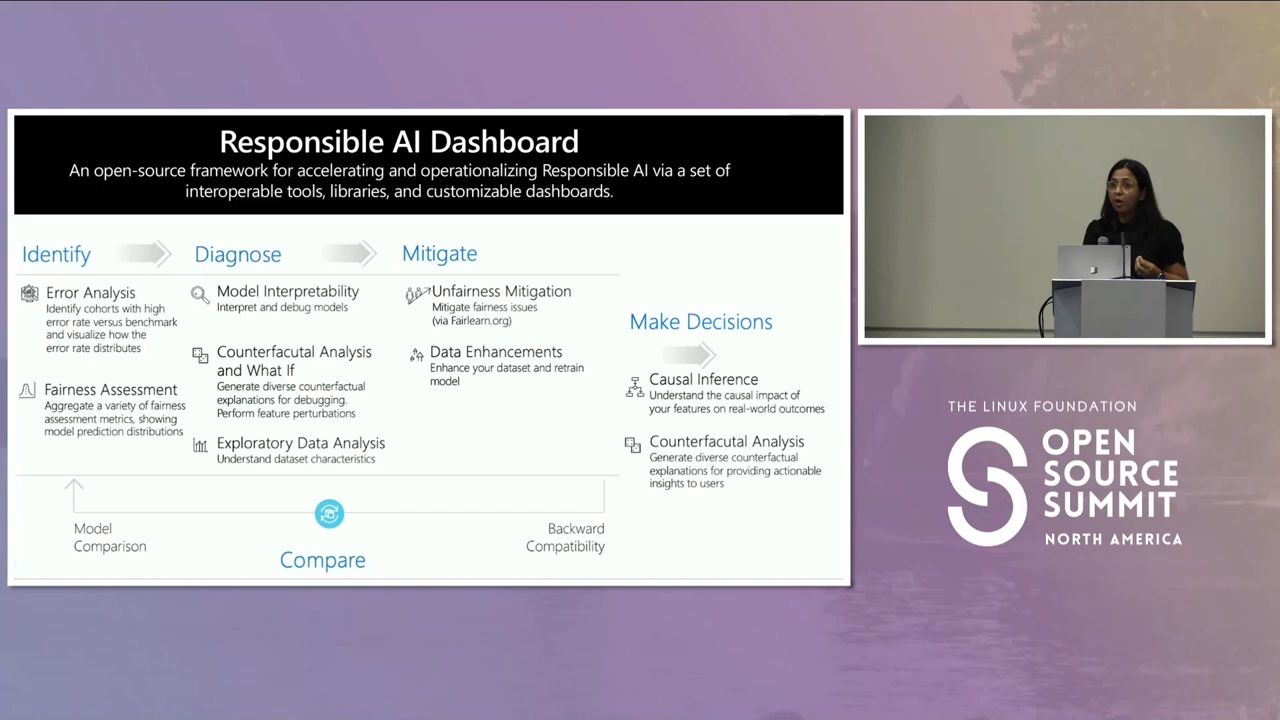 Responsible AI Dashboard
An open-source framework for accelerating and operationalizing Responsible AI via a set of
interoperable tools, libraries, and customizable dashboards.
Identify
Error Analysis
Identify cohorts with high
error rate versus benchmark
and visualize how the
error rate distributes
Fairness Assessment
Aggregate a variety of fairness
assessment metrics, showing
model prediction distributions
Diagnose
Model Interpretability
Interpret and debug models
Counterfacutal Analysis
and What If
Generate diverse counterfactual
explanations for debugging.
Perform feature perturbations
Exploratory Data Analysis
Understand dataset characteristics
Mitigate
Unfairness Mitigation
Mitigate fairness issues
(via Fairlearn.org)
Data Enhancements
Enhance your dataset and retrain
model
Make Decisions
Causal Inference
Understand the causal impact of
your features on real-world outcomes
Counterfacutal Analysis
Generate diverse counterfactual
explanations for providing actionable
insights to users
Model
Comparison
Compare
Backward
Compatibility
THE LINUX FOUNDATION
OPEN
SOURCE
SUMMIT
NORTH AMERICA